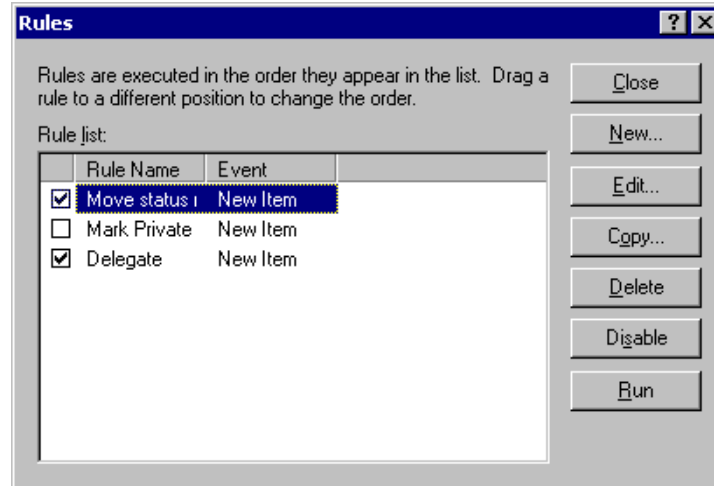 Rules
Rules are executed in the order they appear in the list. Drag a
rule to a different position to change the order.
Rule list:
Rule Name Event
Move status New Item
Mark Private New Item
Delegate New Item
Close
New...
Edit...
Copy...
Delete
Disable
Run